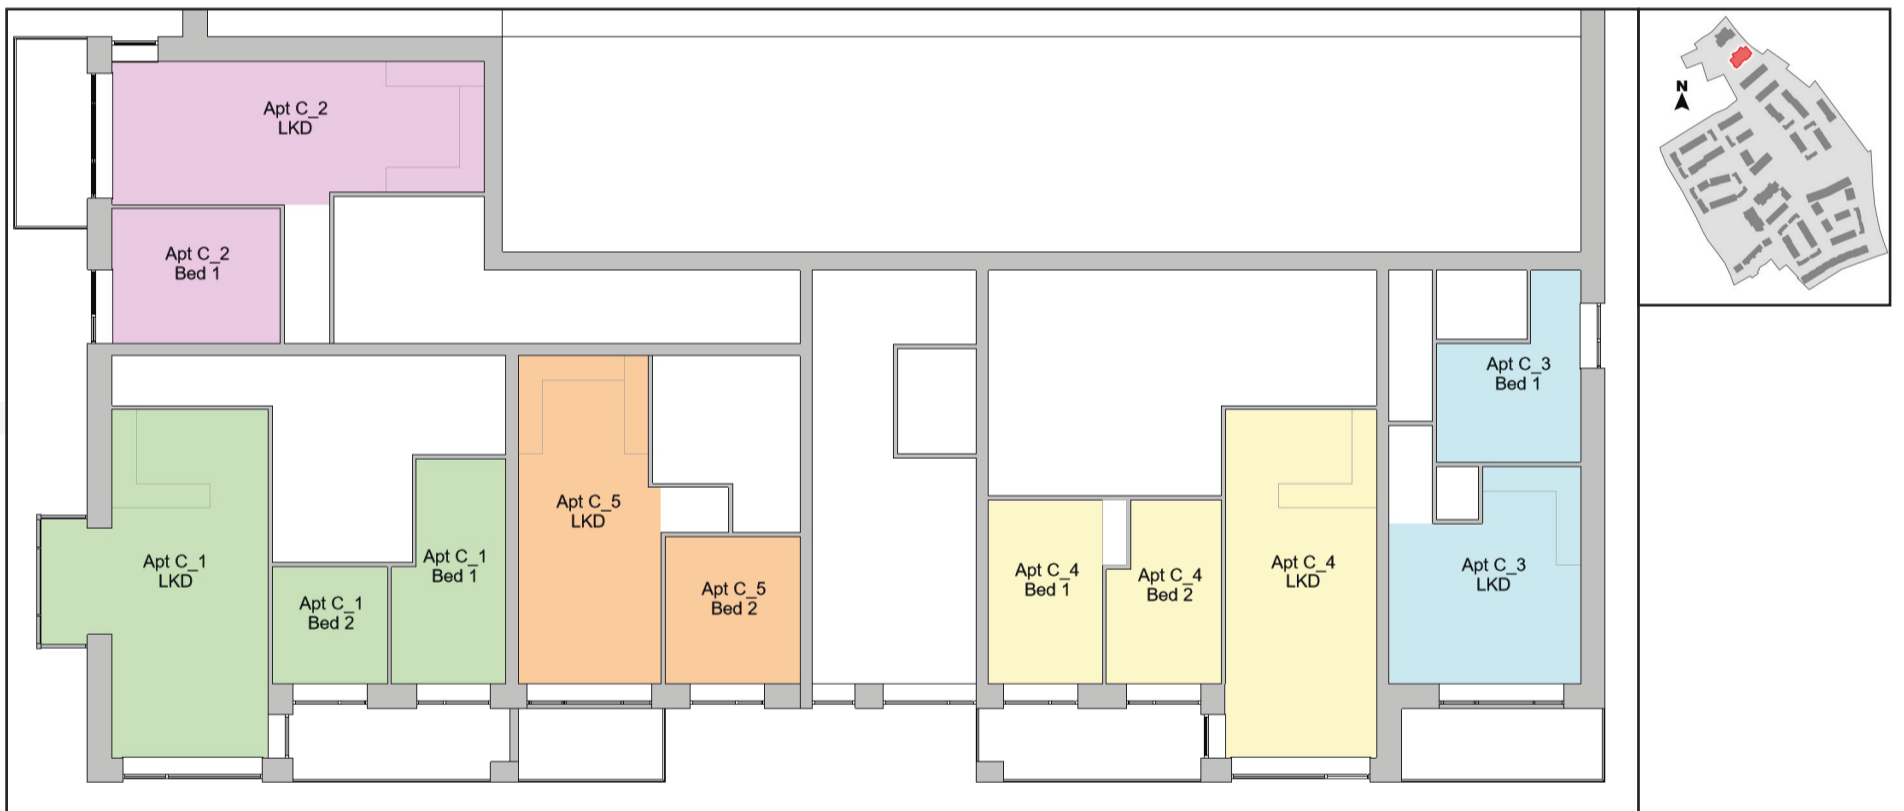 Apt C_2
LKD
N
Apt C_2
Bed 1
Apt C_3
Bed 1
Apt C_5
LKD
Apt C_1
LKD
Apt C_1
Bed 1
Apt C_1
Bed 2
Apt C_5
Bed 2
Apt C_4
Bed 1
Apt C_4
Bed 2
Apt C_4
LKD
Apt C_3
LKD